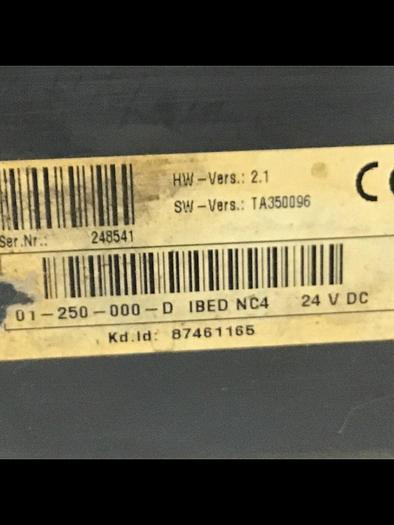 HW-Vers.: 2.1
SW-Vers.: TA350096
Ser.Nr.: 248541
01-250-000-D IBED NC4 24 V DC
Kd.Id: 87461165